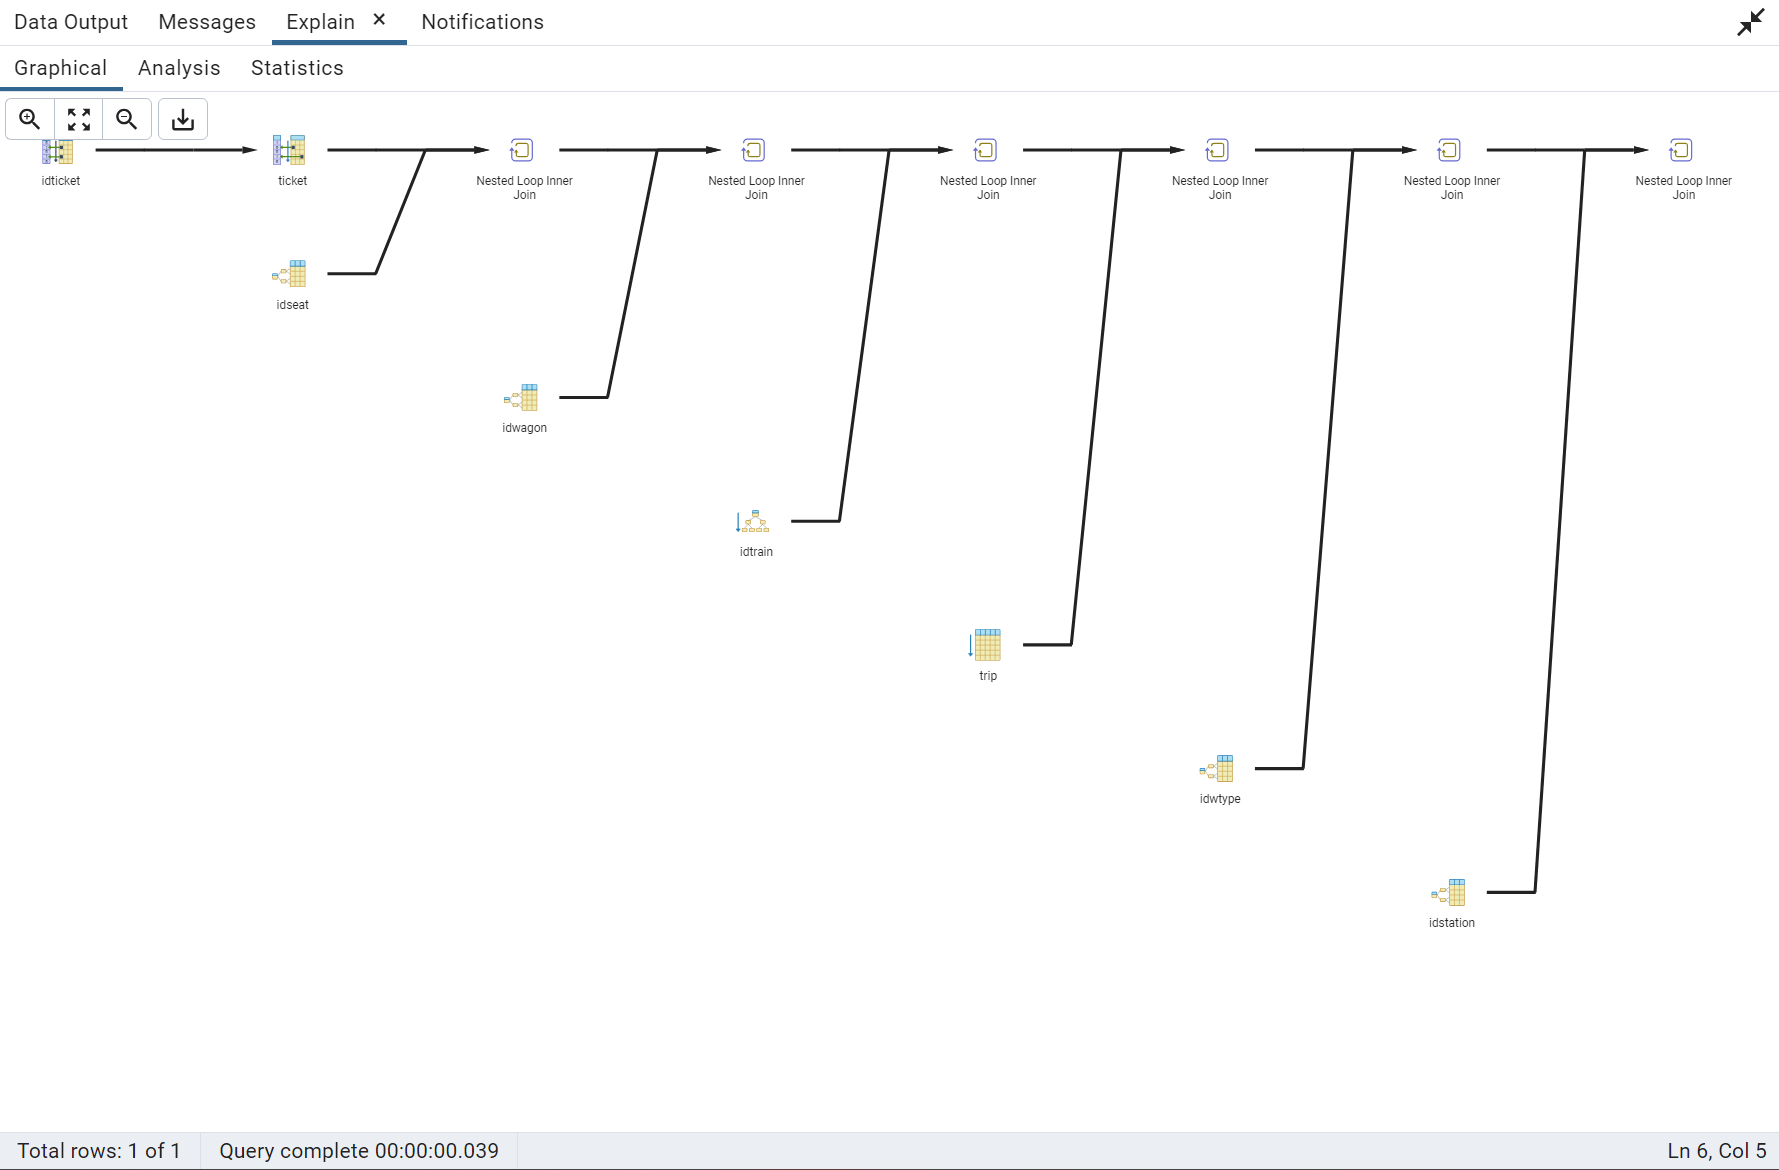 Data Output Messages Explain × Notifications
Graphical Analysis Statistics
idticket
ticket
Nested Loop Inner
Join
Nested Loop Inner
Join
Nested Loop Inner
Join
Nested Loop Inner
Join
Nested Loop Inner
Join
Nested Loop Inner
Join
idseat
idwagon
idtrain
trip
idwtype
idstation
Total rows: 1 of 1 Query complete 00:00:00.039 Ln 6, Col 5